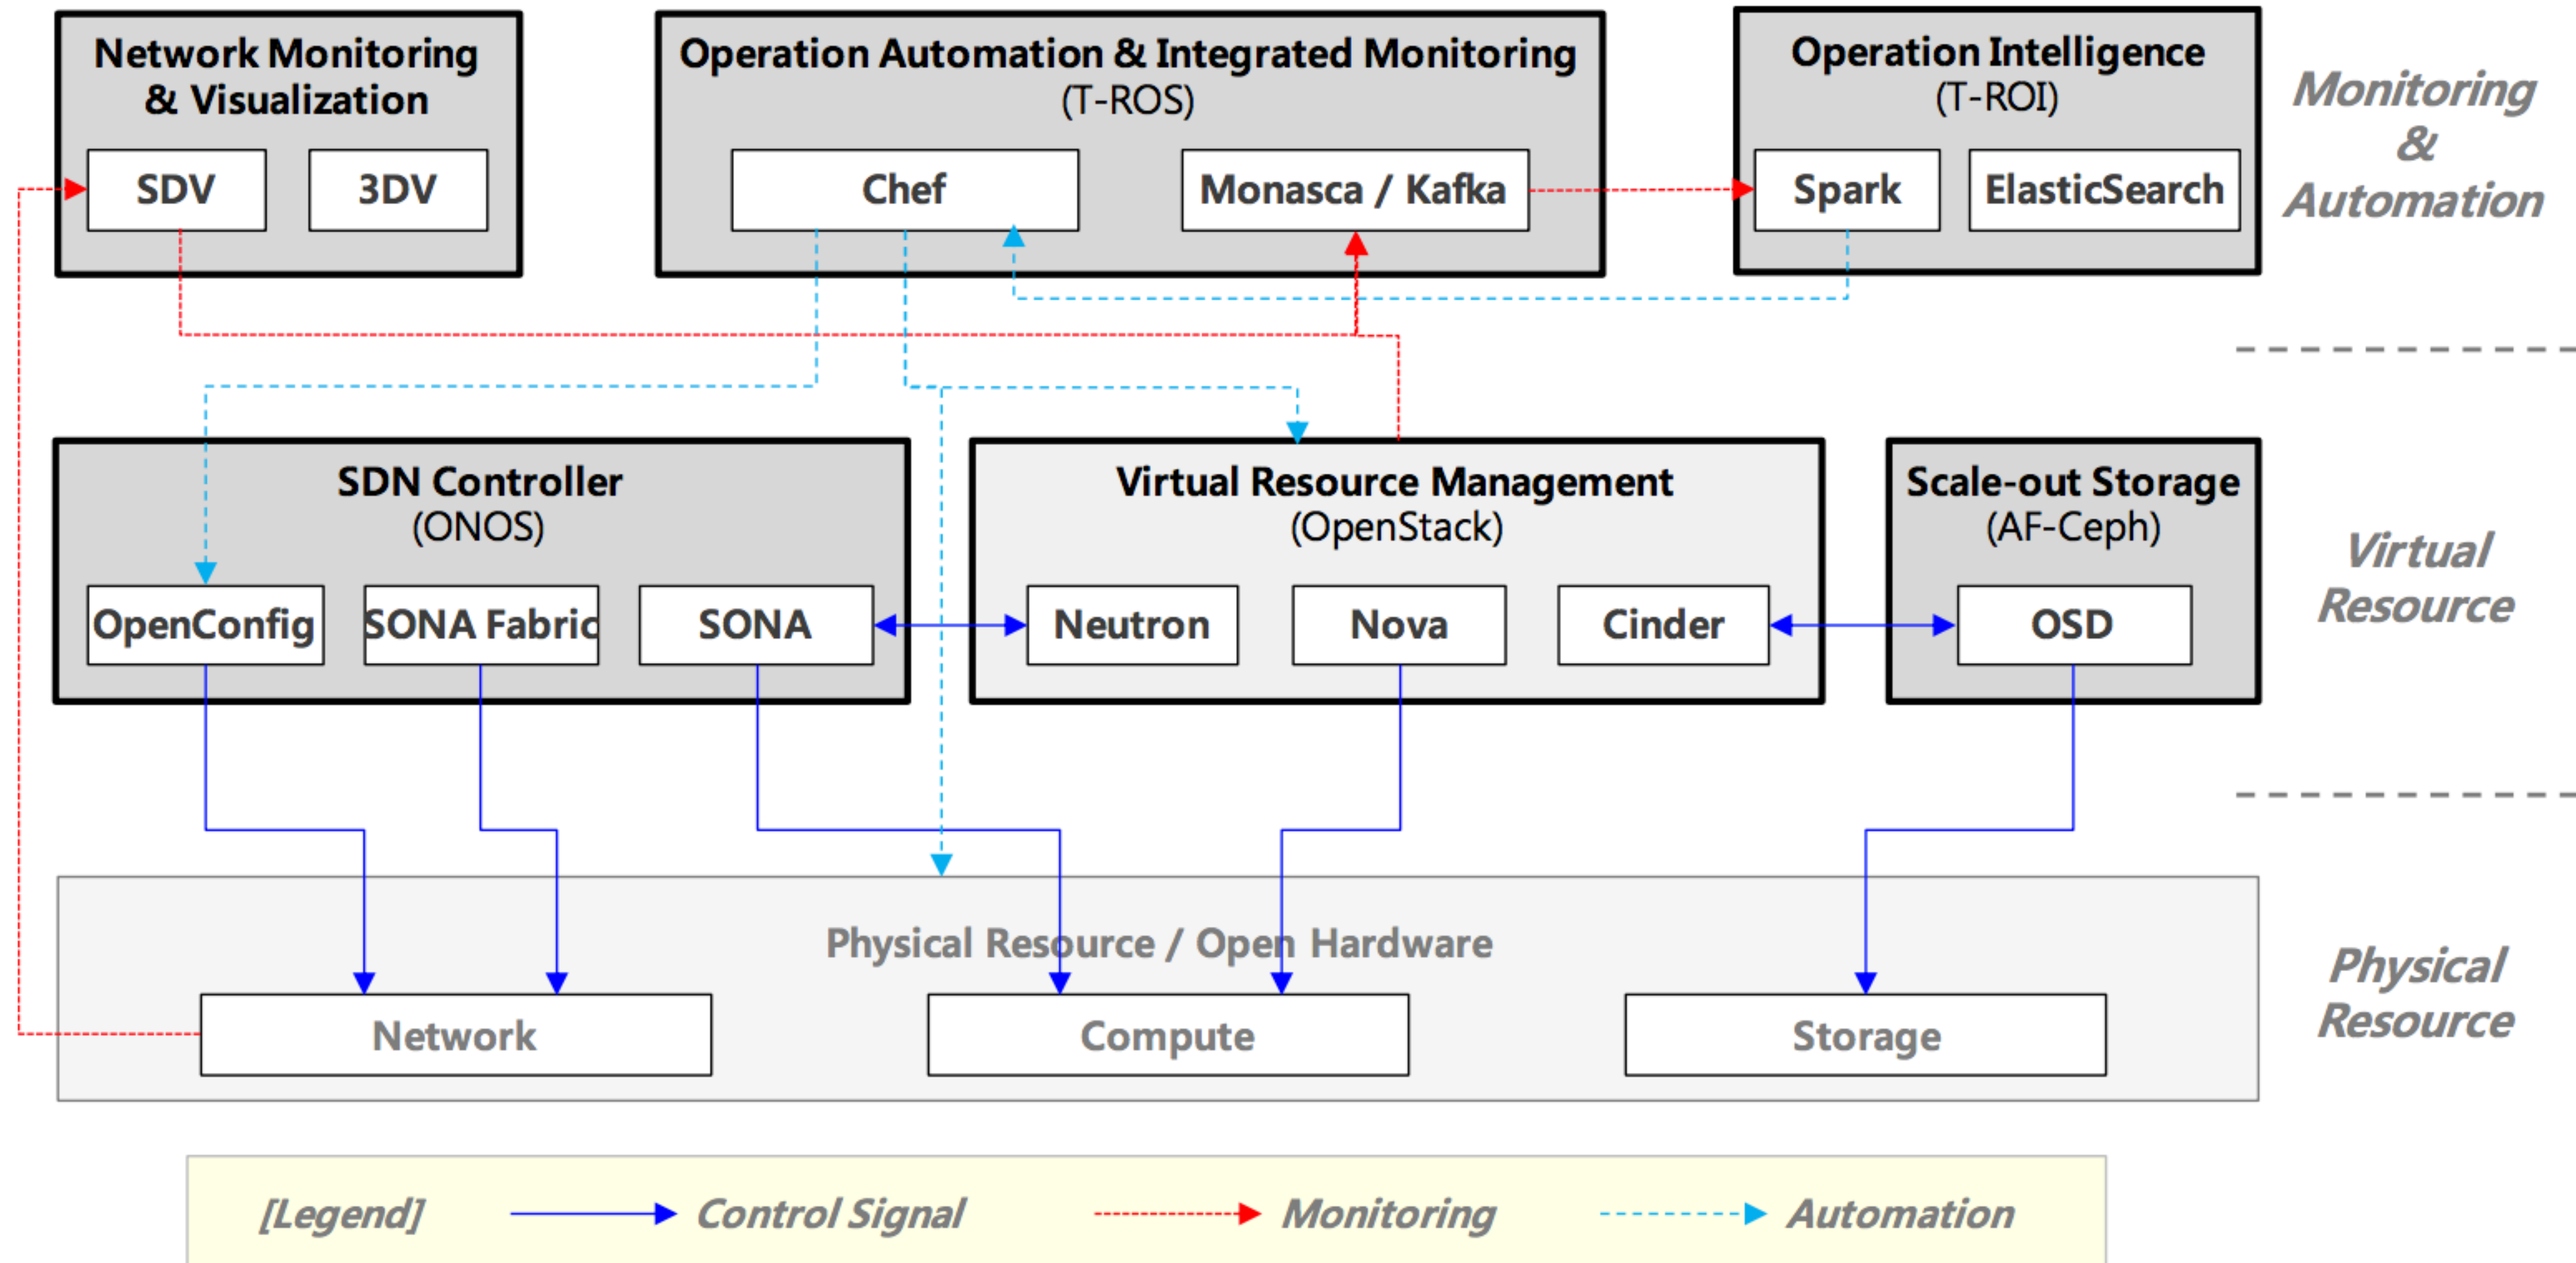 Network Monitoring
& Visualization
SDV
3DV
Operation Automation & Integrated Monitoring
(T-ROS)
Chef
Monasca / Kafka
Operation Intelligence
(T-ROI)
Spark
ElasticSearch
Monitoring
&
Automation
SDN Controller
(ONOS)
OpenConfig
SONA Fabric
SONA
Virtual Resource Management
(OpenStack)
Neutron
Nova
Cinder
Scale-out Storage
(AF-Ceph)
OSD
Virtual
Resource
Physical Resource / Open Hardware
Network
Compute
Storage
Physical
Resource
[Legend]
Control Signal
Monitoring
Automation